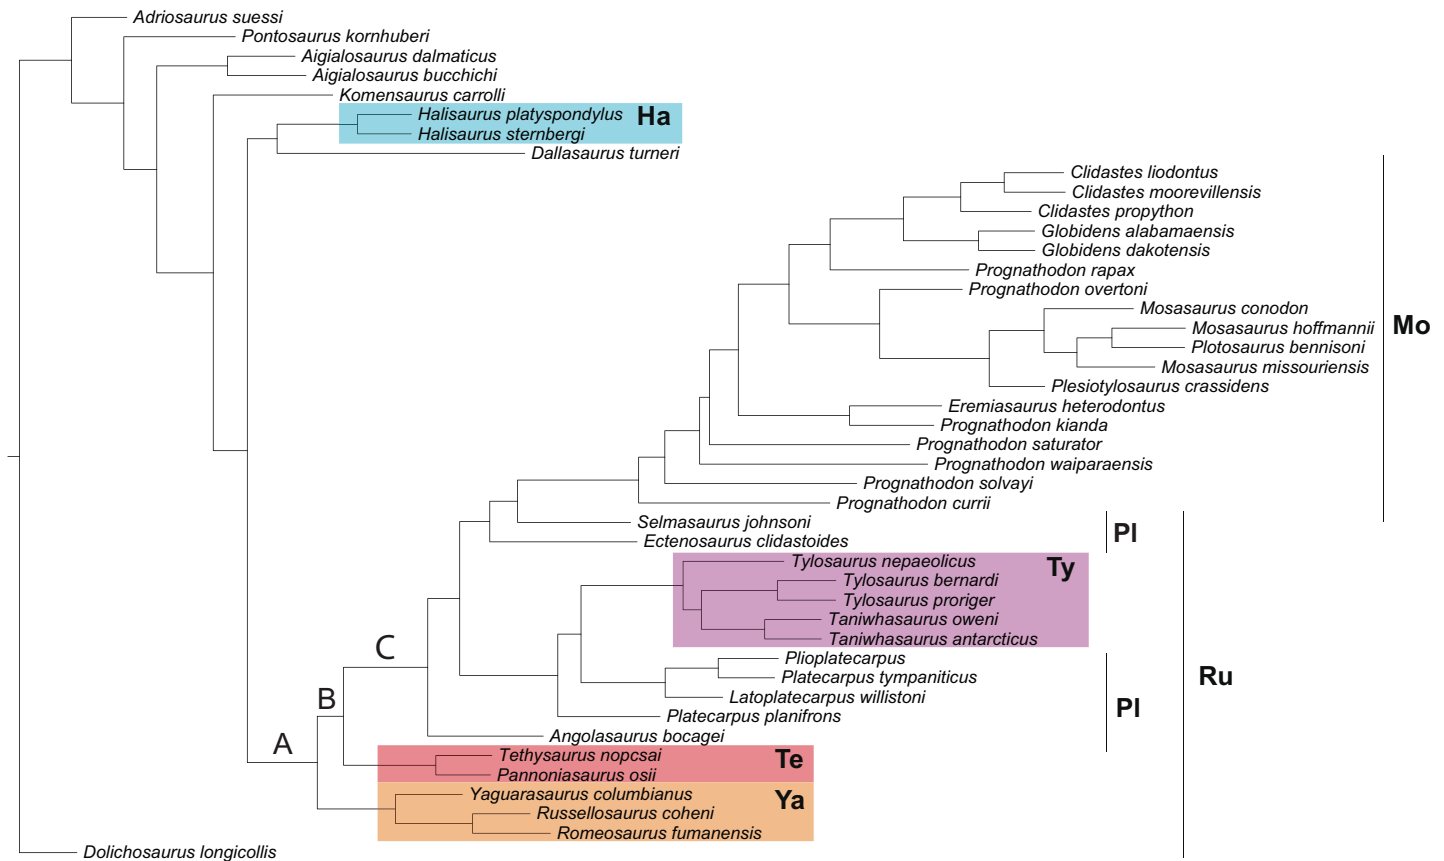 Adriosaurus suessi
Pontosaurus kornhuberi
Aigialosaurus dalmaticus
Aigialosaurus bucchichi
Komensaurus carrolli
Halisaurus platyspondylus
Ha
Halisaurus sternbergi
Dallasaurus turneri
Clidastes liodontus
Clidastes moorevillensis
Clidastes propython
Globidens alabamaensis
Globidens dakotensis
Prognathodon rapax
Prognathodon overtoni
Mosasaurus conodon
Mosasaurus hoffmannii
Mo
Plotosaurus bennisoni
Mosasaurus missouriensis
Plesiotylosaurus crassidens
Eremiasaurus heterodontus
Prognathodon kianda
Prognathodon saturator
Prognathodon waiparaensis
Prognathodon solvayi
Prognathodon currii
Selmasaurus johnsoni
Pl
Ectenosaurus clidastoides
Tylosaurus nepaeolicus
Ty
Tylosaurus bernardi
Tylosaurus proriger
Taniwhasaurus oweni
Taniwhasaurus antarcticus
C
Plioplatecarpus
Platecarpus tympaniticus
Ru
Latoplatecarpus willistoni
B
Pl
Platecarpus planifrons
Angolasaurus bocagei
A
Tethysaurus nopcsai
Te
Pannoniasaurus osii
Yaguarasaurus columbianus
Ya
Russellosaurus coheni
Romeosaurus fumanensis
Dolichosaurus longicollis